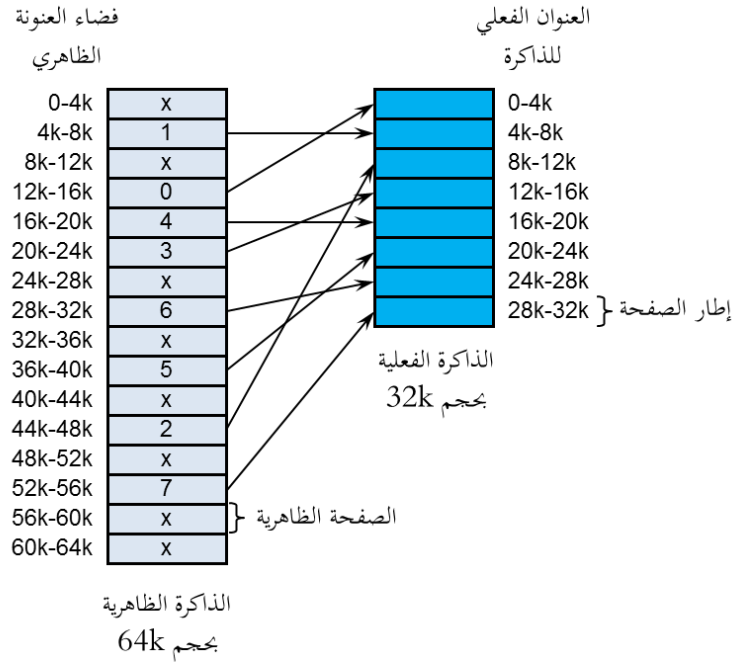 فضاء العنونة
الظاهري
العنوان الفعلي
للذاكرة
0-4k x
4k-8k 1
8k-12k x
12k-16k 0
16k-20k 4
20k-24k 3
24k-28k x
28k-32k 6
32k-36k x
36k-40k 5
40k-44k x
44k-48k 2
48k-52k x
52k-56k 7
56k-60k x
60k-64k x
الصفحة الظاهرية
الذاكرة الظاهرية
بحجم 64k
0-4k
4k-8k
8k-12k
12k-16k
16k-20k
20k-24k
24k-28k
28k-32k
إطار الصفحة
الذاكرة الفعلية
بحجم 32k